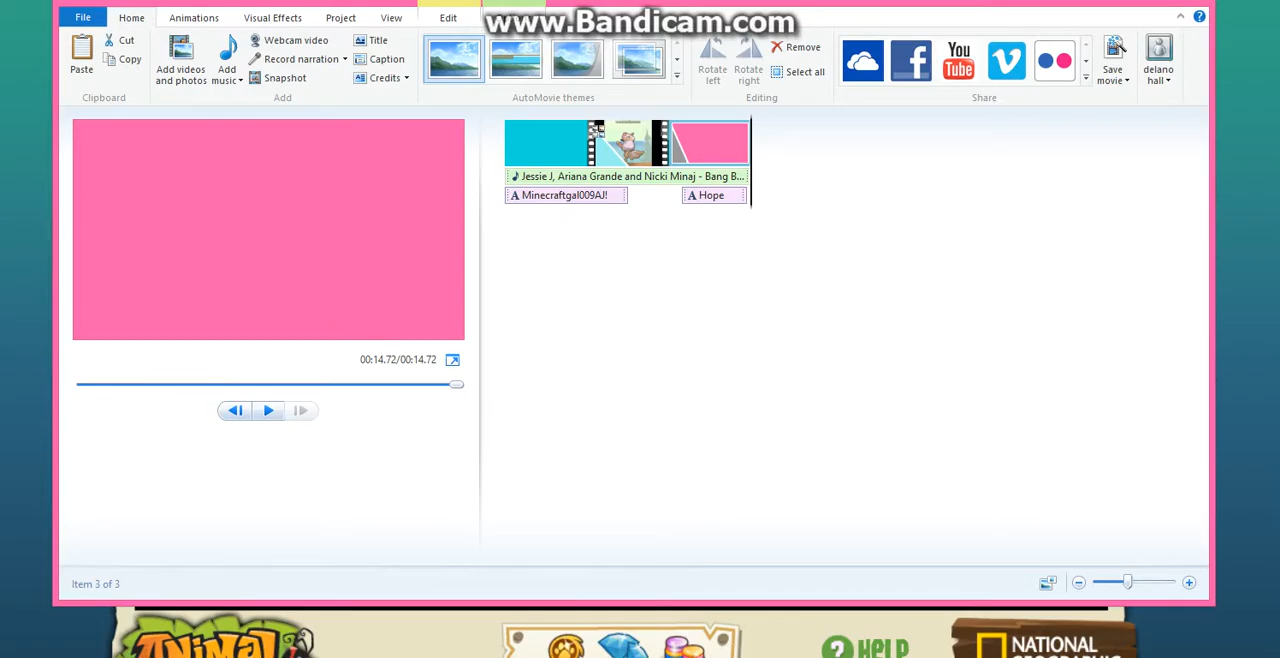 www.Bandicam.com
File Home Animations Visual Effects Project View Edit
Paste
Cut
Copy
Clipboard
Add videos and photos
Add music
Webcam video
Record narration
Snapshot
Title
Caption
Credits
Add
AutoMovie themes
Rotate left
Rotate right
Remove
Select all
Editing
You
Tube
Share
Save movie
delano hall
Jessie J, Ariana Grande and Nicki Minaj - Bang B...
A Minecraftgal009AJ!
A Hope
00:14.72/00:14.72
Item 3 of 3
Animal
HELP
NATIONAL
GEOGRAPHIC